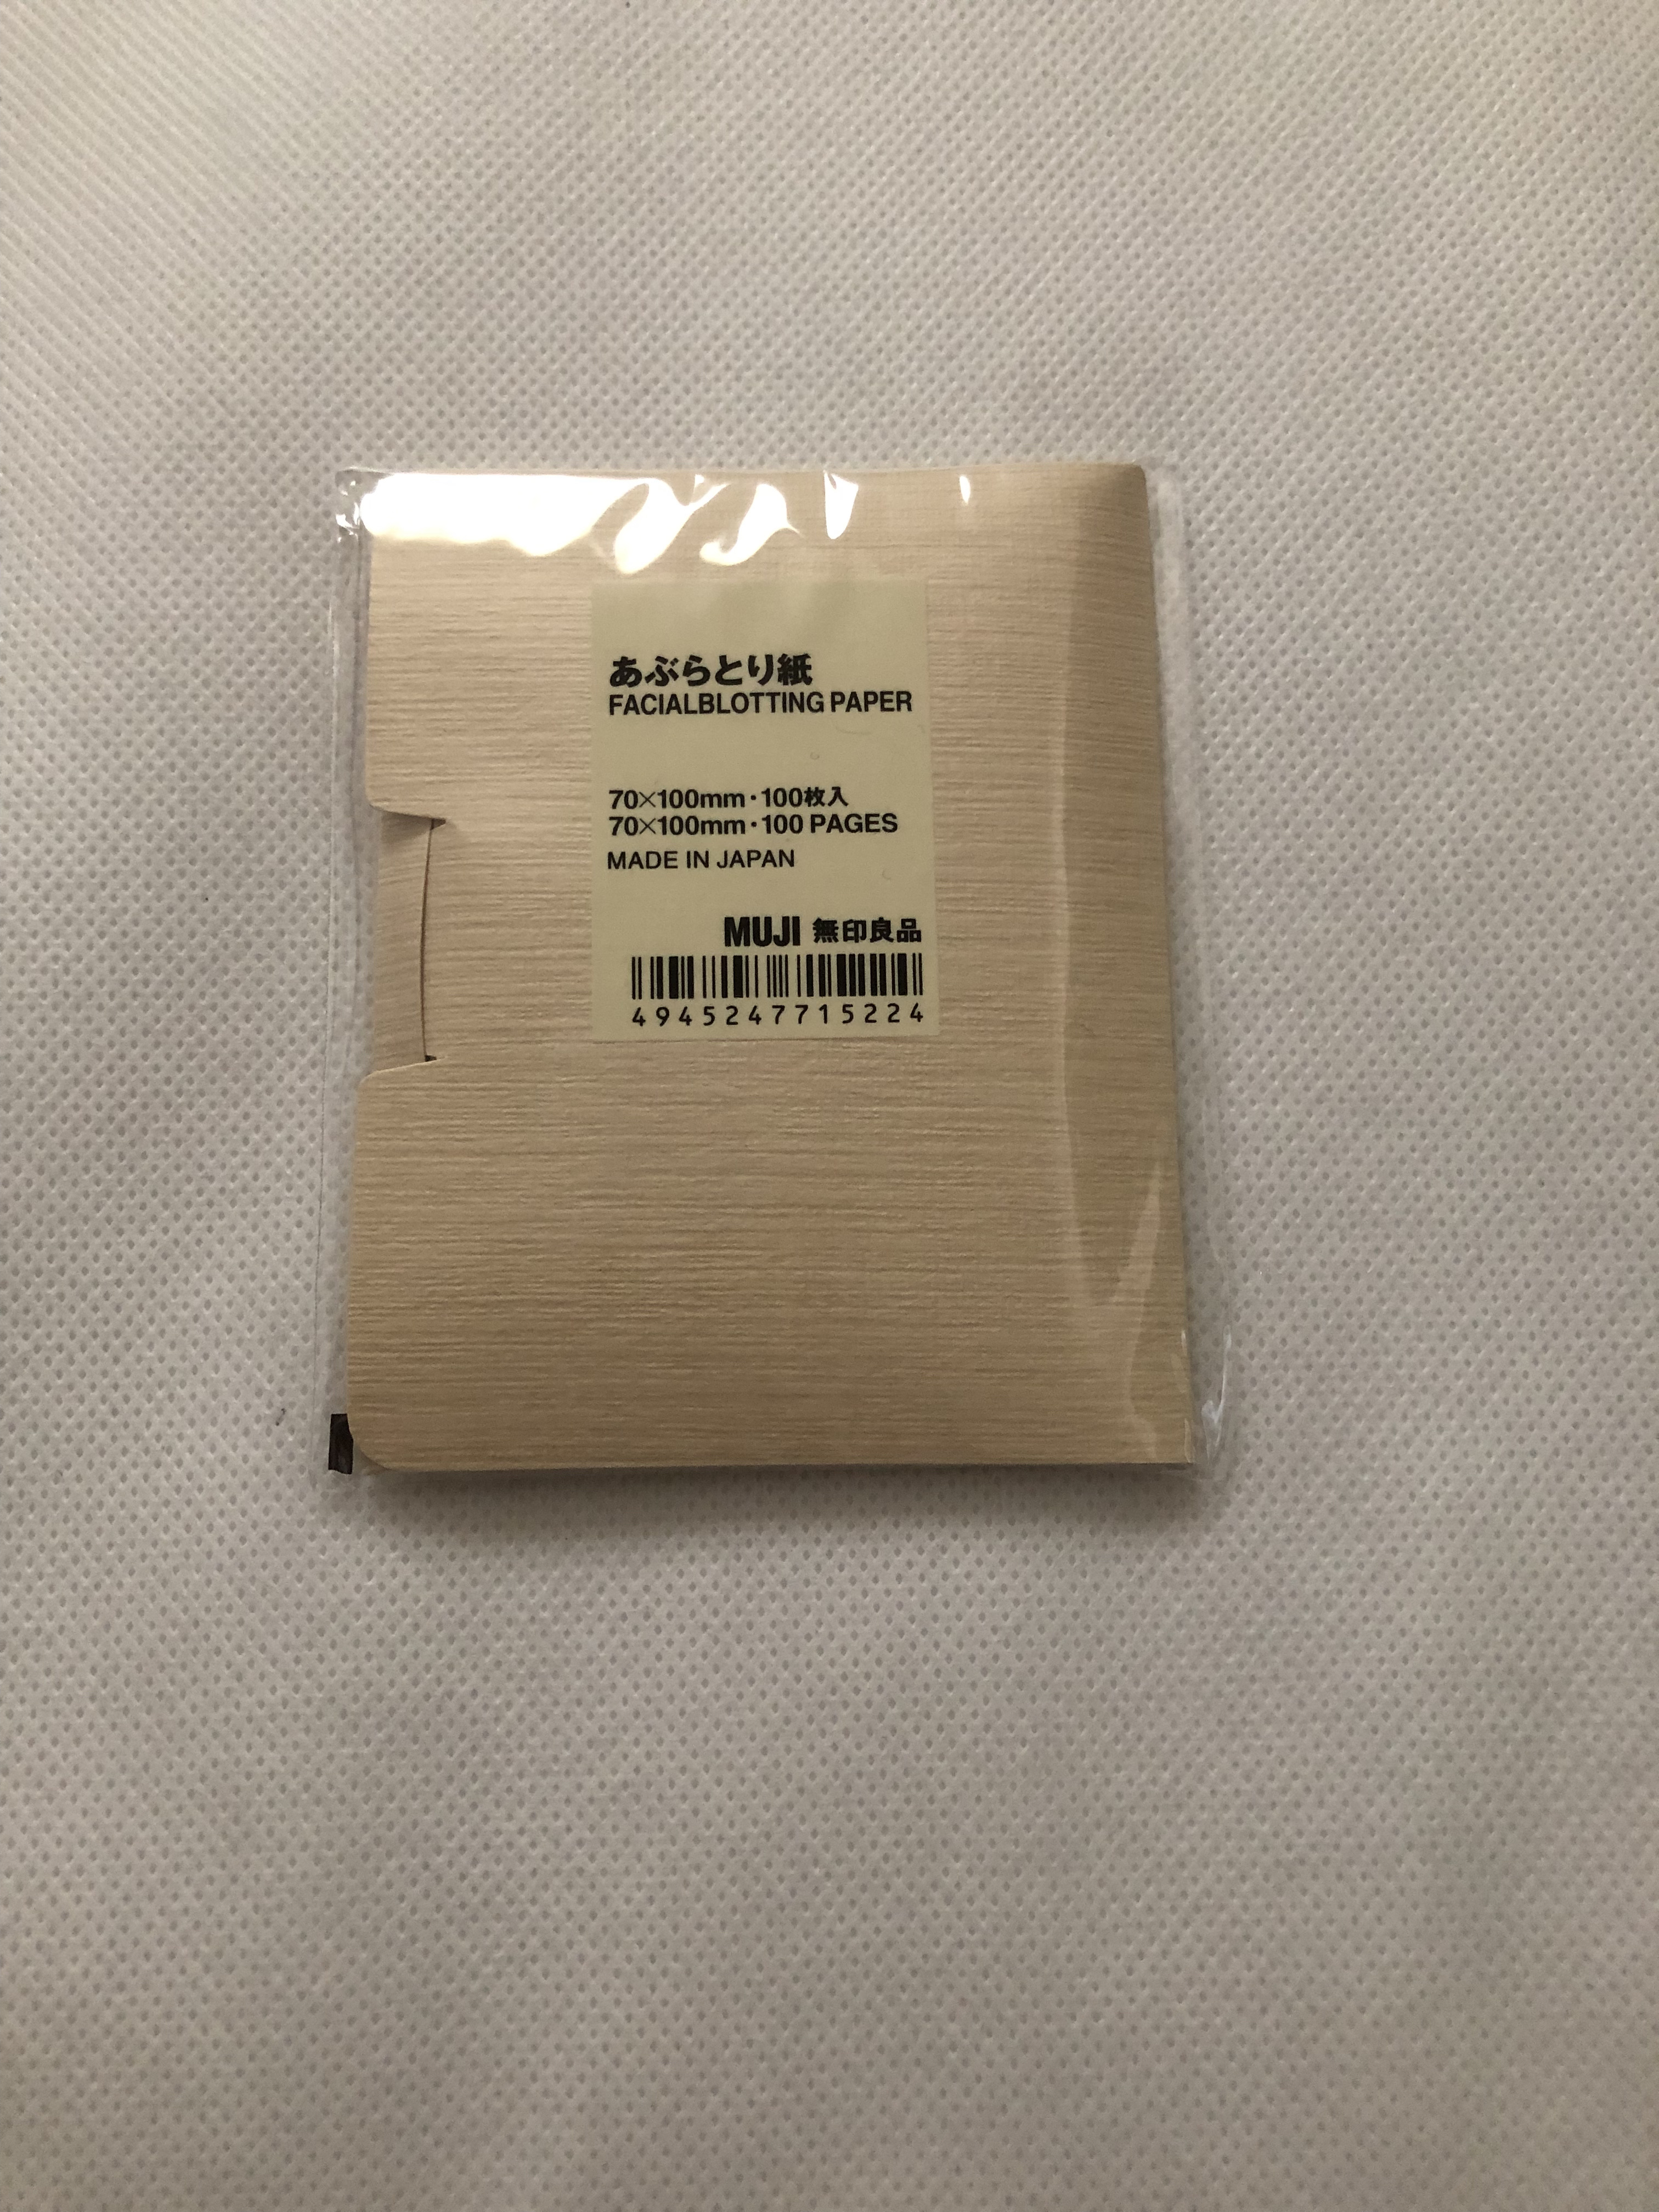 あぶらとり紙
FACIALBLOTTING PAPER
70×100mm・100枚入
70×100mm・100 PAGES
MADE IN JAPAN
MUJI 無印良品
4945247715224